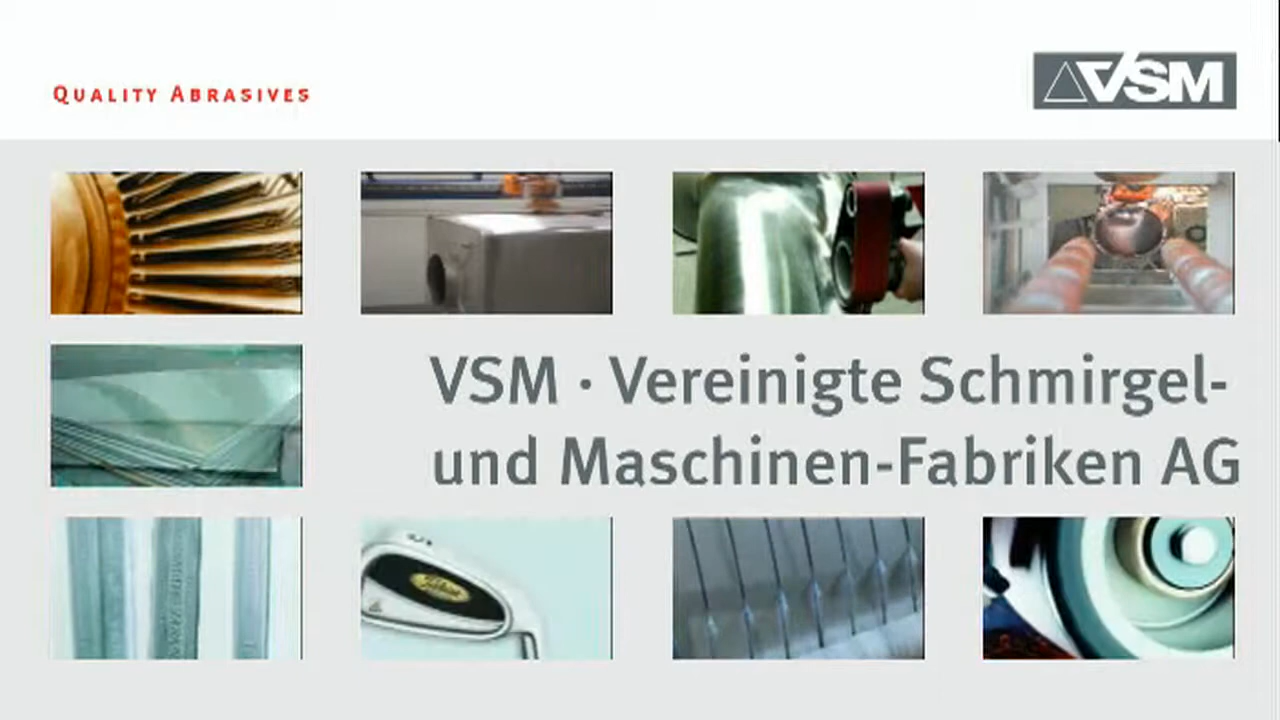 QUALITY ABRASIVES
VSM
VSM · Vereinigte Schmirgel-
und Maschinen-Fabriken AG